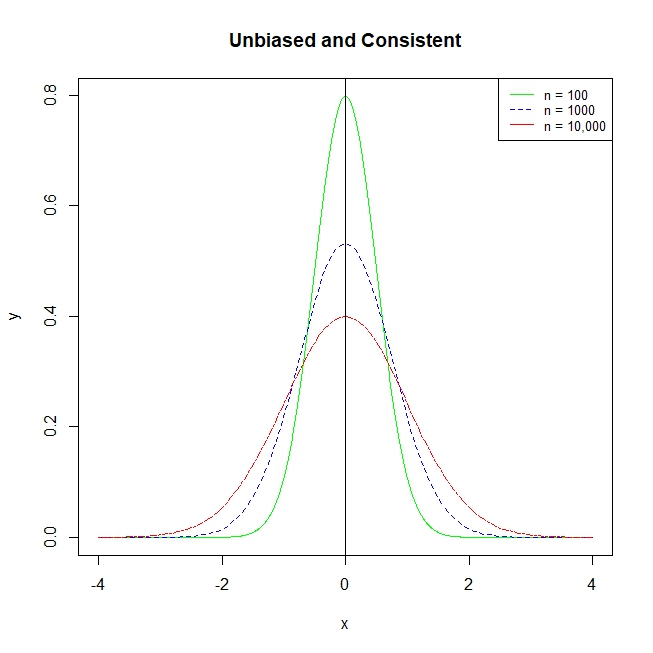 Unbiased and Consistent
n = 100
n = 1000
n = 10,000
0.8
0.6
0.4
0.2
0.0
y
-4 -2 0 2 4
x